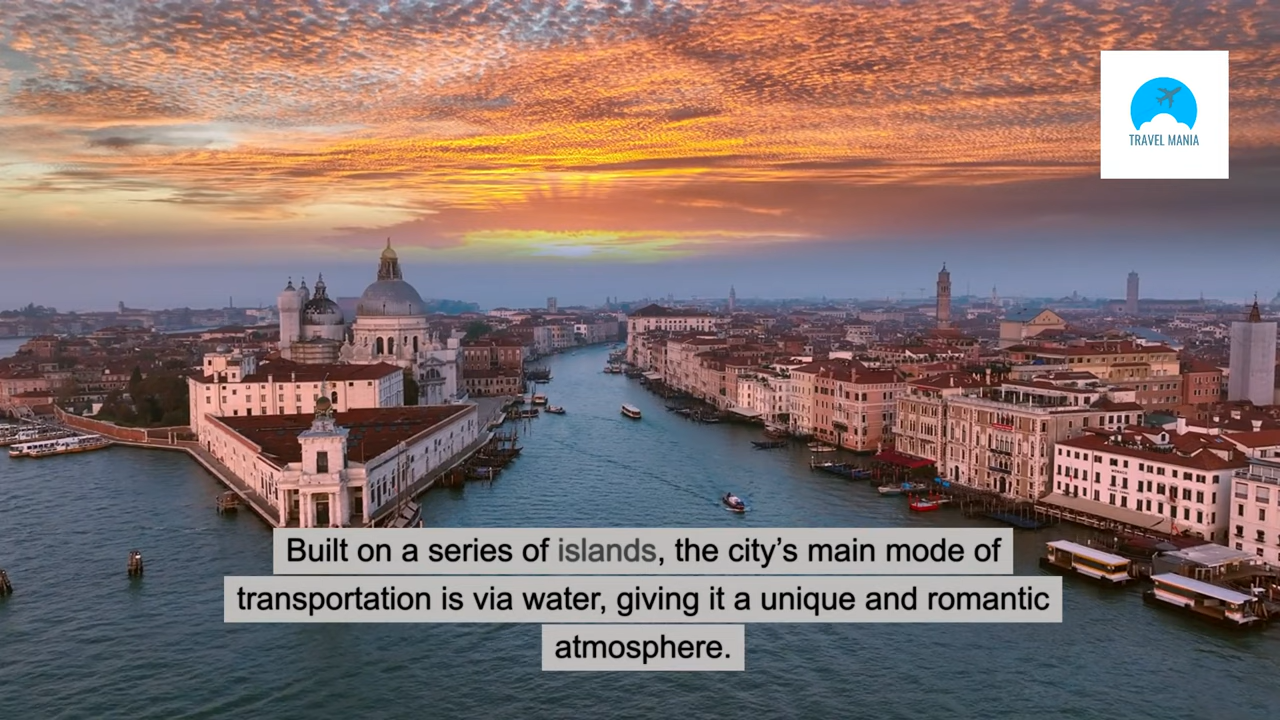 TRAVEL MANIA
Built on a series of islands, the city’s main mode of
transportation is via water, giving it a unique and romantic
atmosphere.